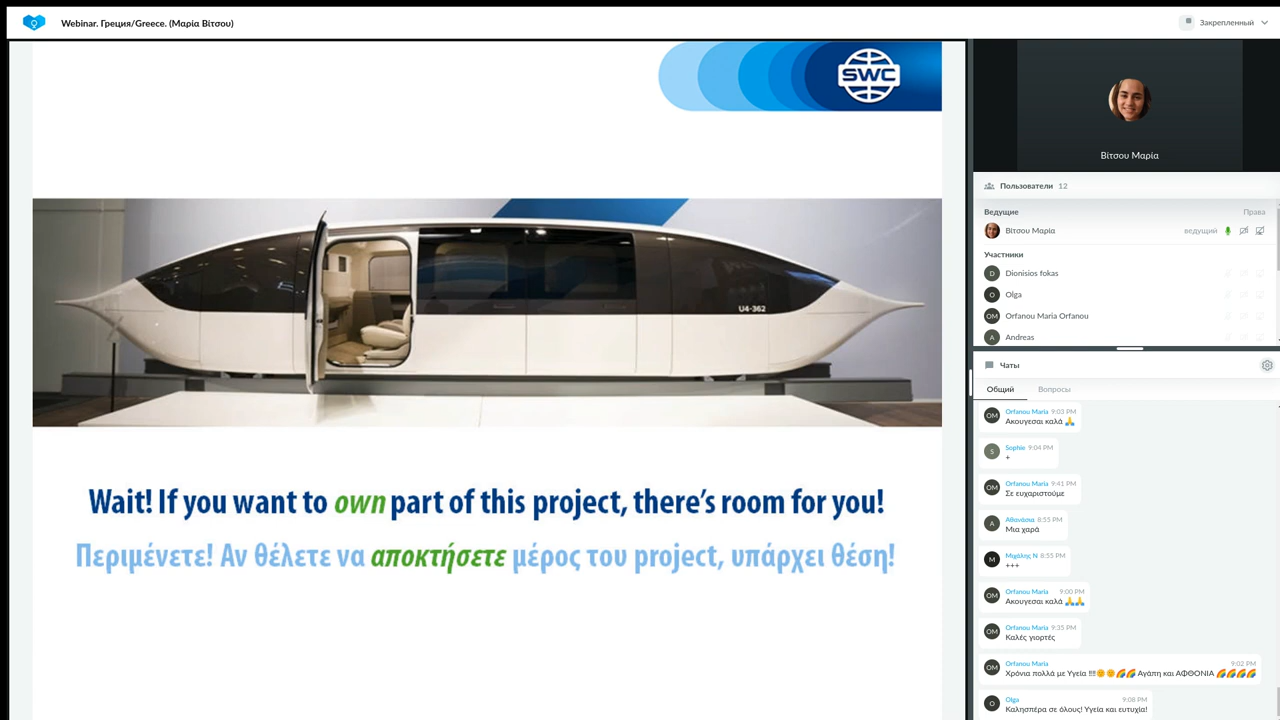 Webinar. Греция/Greece. (Μαρία Βίτσου)
Закрепленный
SWC
U4-362
Wait! If you want to own part of this project, there's room for you!
Περιμένετε! Αν θέλετε να αποκτήσετε μέρος του project, υπάρχει θέση!
Βίτσου Μαρία
Пользователи 12
Ведущие Права
Βίτσου Μαρία ведущий
Участники
D Dionisios fokas
O Olga
OM Orfanou Maria Orfanou
A Andreas
Чаты
Общий Вопросы
OM Orfanou Maria 9:03 PM
Ακουγεσαι καλά 🙏
S Sophie 9:04 PM
+
OM Orfanou Maria 9:41 PM
Σε ευχαριστούμε
A Αθανάσια 8:55 PM
Μια χαρά
M Μιχάλης Ν 8:55 PM
+++
OM Orfanou Maria 9:00 PM
Ακουγεσαι καλά 🙏🙏
OM Orfanou Maria 9:35 PM
Καλές γιορτές
OM Orfanou Maria 9:02 PM
Χρόνια πολλά με Υγεία !!!!🌞🌞🌈🌈 Αγάπη και ΑΦΘΟΝΙΑ 🌈🌈🌈🌈
O Olga 9:08 PM
Καλησπέρα σε όλους! Υγεία και ευτυχία!